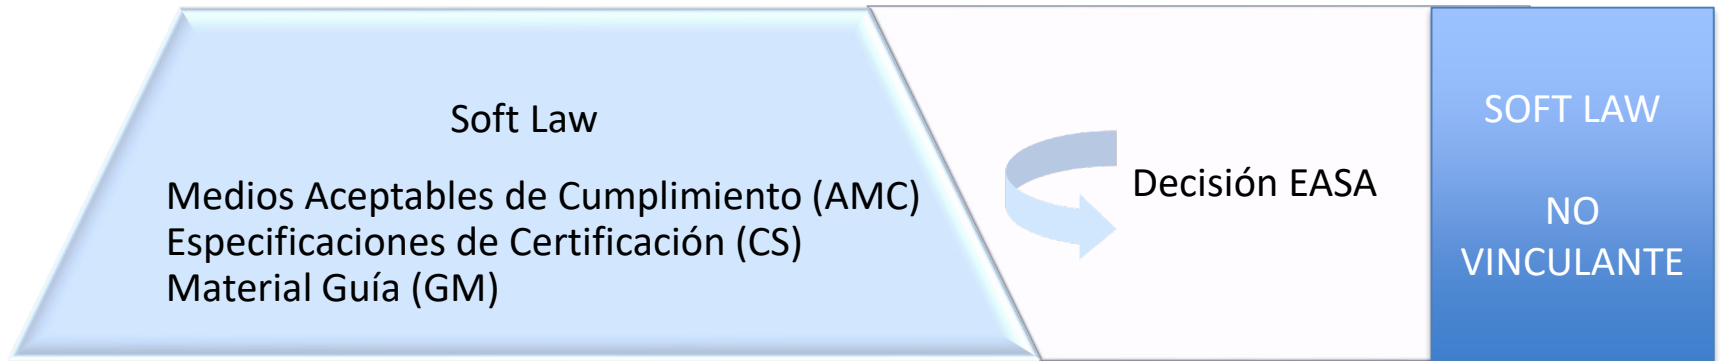 Soft Law
Medios Aceptables de Cumplimiento (AMC)
Especificaciones de Certificación (CS)
Material Guía (GM)
Decisión EASA
SOFT LAW
NO
VINCULANTE